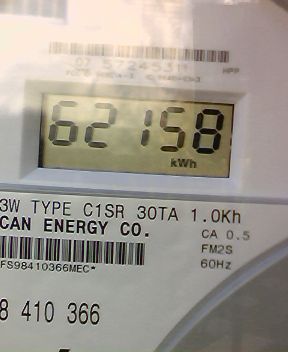 62158
kWh
3W TYPE C1SR 30TA 1.0Kh
CAN ENERGY CO.
CA 0.5
FM2S
60Hz
FS98410366MEC*
8 410 366